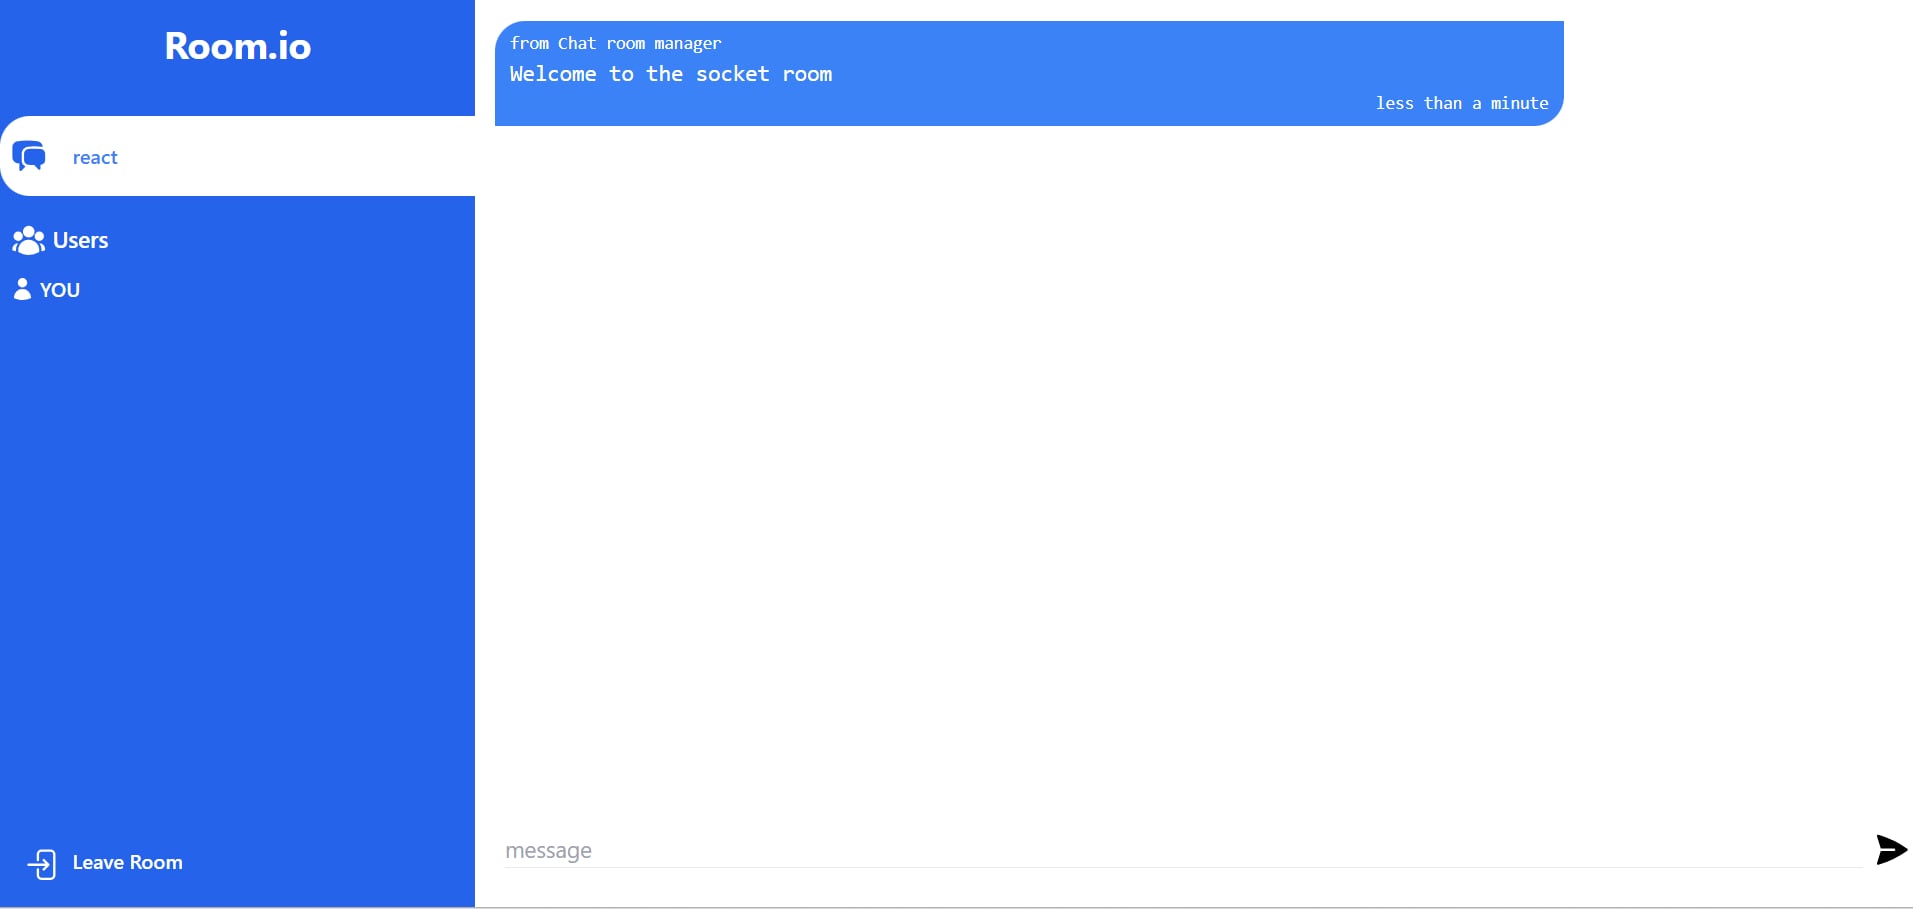 Room.io
react
Users
YOU
Leave Room
from Chat room manager
Welcome to the socket room
less than a minute
message